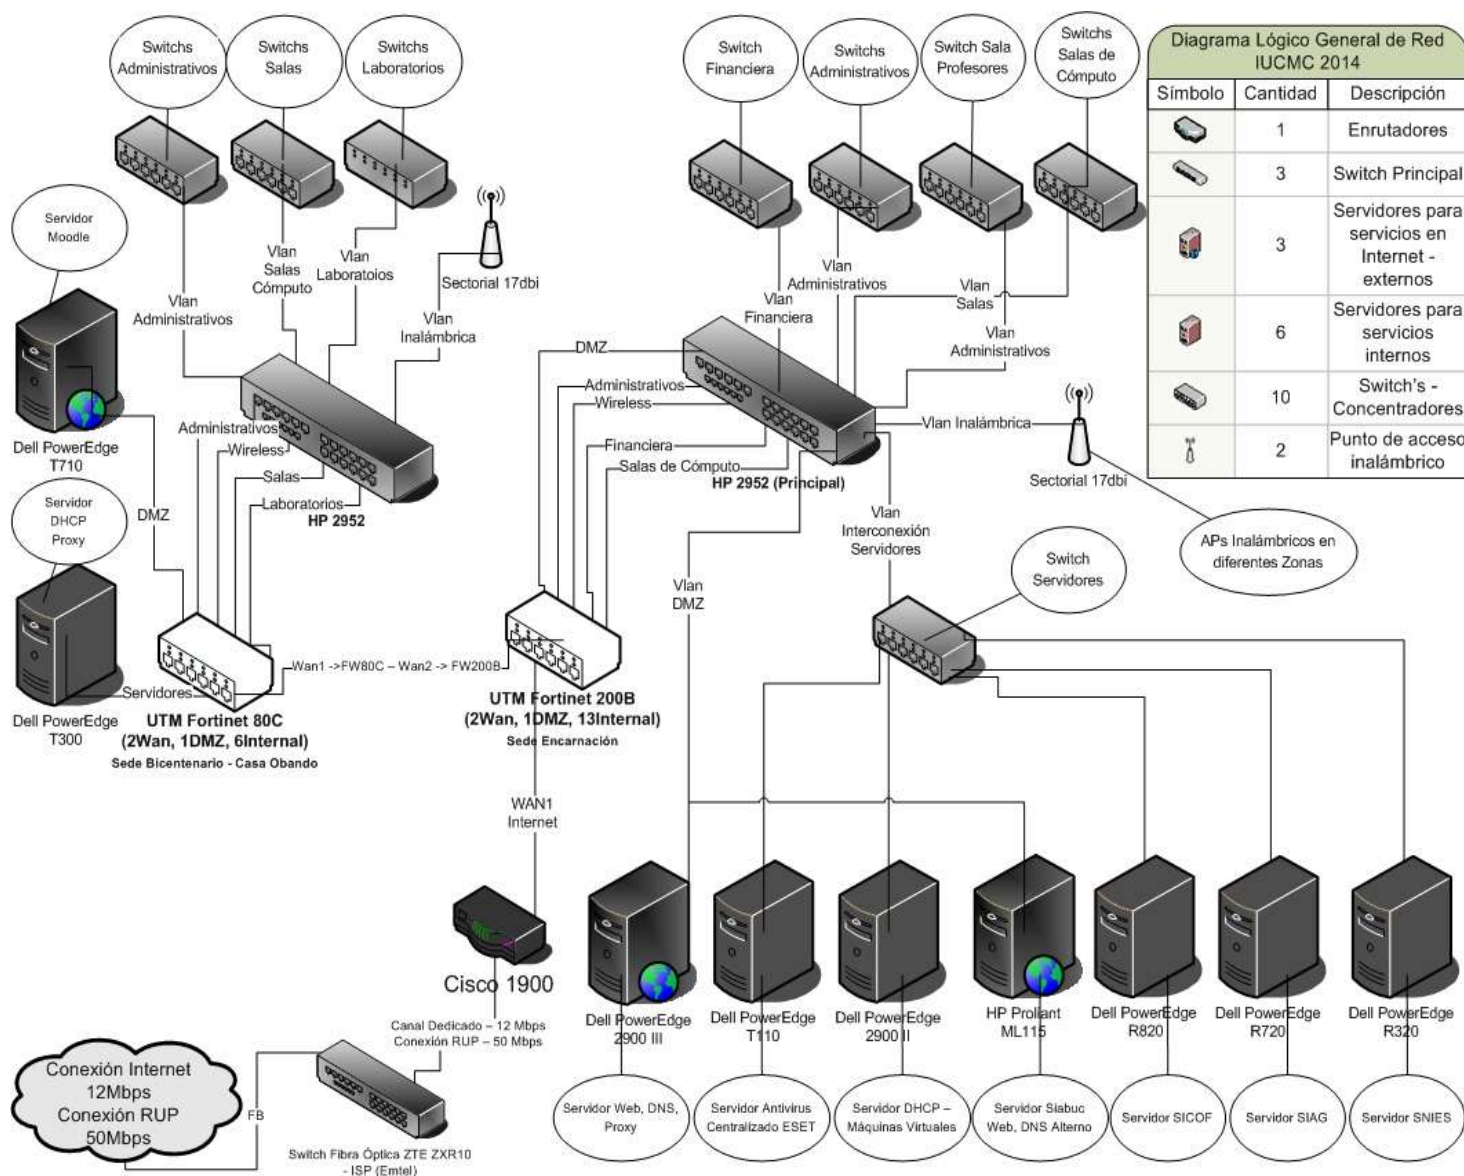 Switchs
Administrativos
Switchs
Salas
Switchs
Laboratorios
Switch
Financiera
Switchs
Administrativos
Switch Sala
Profesores
Switchs
Salas de
Cómputo
Diagrama Lógico General de Red
IUCMC 2014
Símbolo Cantidad Descripción
1 Enrutadores
3 Switch Principal
3 Servidores para
servicios en
Internet -
externos
6 Servidores para
servicios
internos
10 Switch's -
Concentradores
2 Punto de acceso
inalámbrico
Servidor
Moodle
Vlan
Administrativos
Vlan
Salas
Cómputo
Vlan
Laboratoios
Vlan
Inalámbrica
Sectorial 17dbi
Vlan
Financiera
Vlan
Administrativos
Vlan
Salas
Vlan
Administrativos
DMZ
Administrativos
Wireless
Financiera
Salas de Cómputo
HP 2952 (Principal)
Vlan Inalámbrica
Sectorial 17dbi
Dell PowerEdge
T710
Administrativos
Wireless
Salas
Laboratorios
HP 2952
DMZ
Servidor
DHCP
Proxy
Vlan
Interconexión
Servidores
Vlan
DMZ
Switch
Servidores
APs Inalámbricos en
diferentes Zonas
Servidores
Dell PowerEdge
T300
Wan1 ->FW80C – Wan2 -> FW200B
UTM Fortinet 80C
(2Wan, 1DMZ, 6Internal)
Sede Bicentenario - Casa Obando
UTM Fortinet 200B
(2Wan, 1DMZ, 13Internal)
Sede Encarnación
WAN1
Internet
Cisco 1900
Canal Dedicado – 12 Mbps
Conexión RUP – 50 Mbps
Conexión Internet
12Mbps
Conexión RUP
50Mbps
FB
Switch Fibra Óptica ZTE ZXR10
- ISP (Emtel)
Dell PowerEdge
2900 III
Dell PowerEdge
T110
Dell PowerEdge
2900 II
HP Proliant
ML115
Dell PowerEdge
R820
Dell PowerEdge
R720
Dell PowerEdge
R320
Servidor Web, DNS,
Proxy
Servidor Antivirus
Centralizado ESET
Servidor DHCP –
Máquinas Virtuales
Servidor Siabuc
Web, DNS Alterno
Servidor SICOF
Servidor SIAG
Servidor SNIES